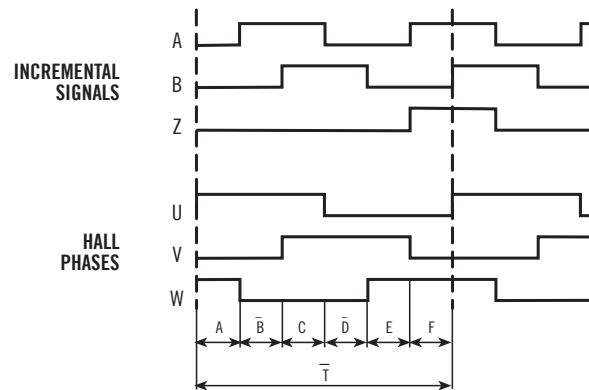 A
INCREMENTAL
SIGNALS
B
Z
U
HALL
PHASES
V
W
A B̄ C D̄ E F
T̄